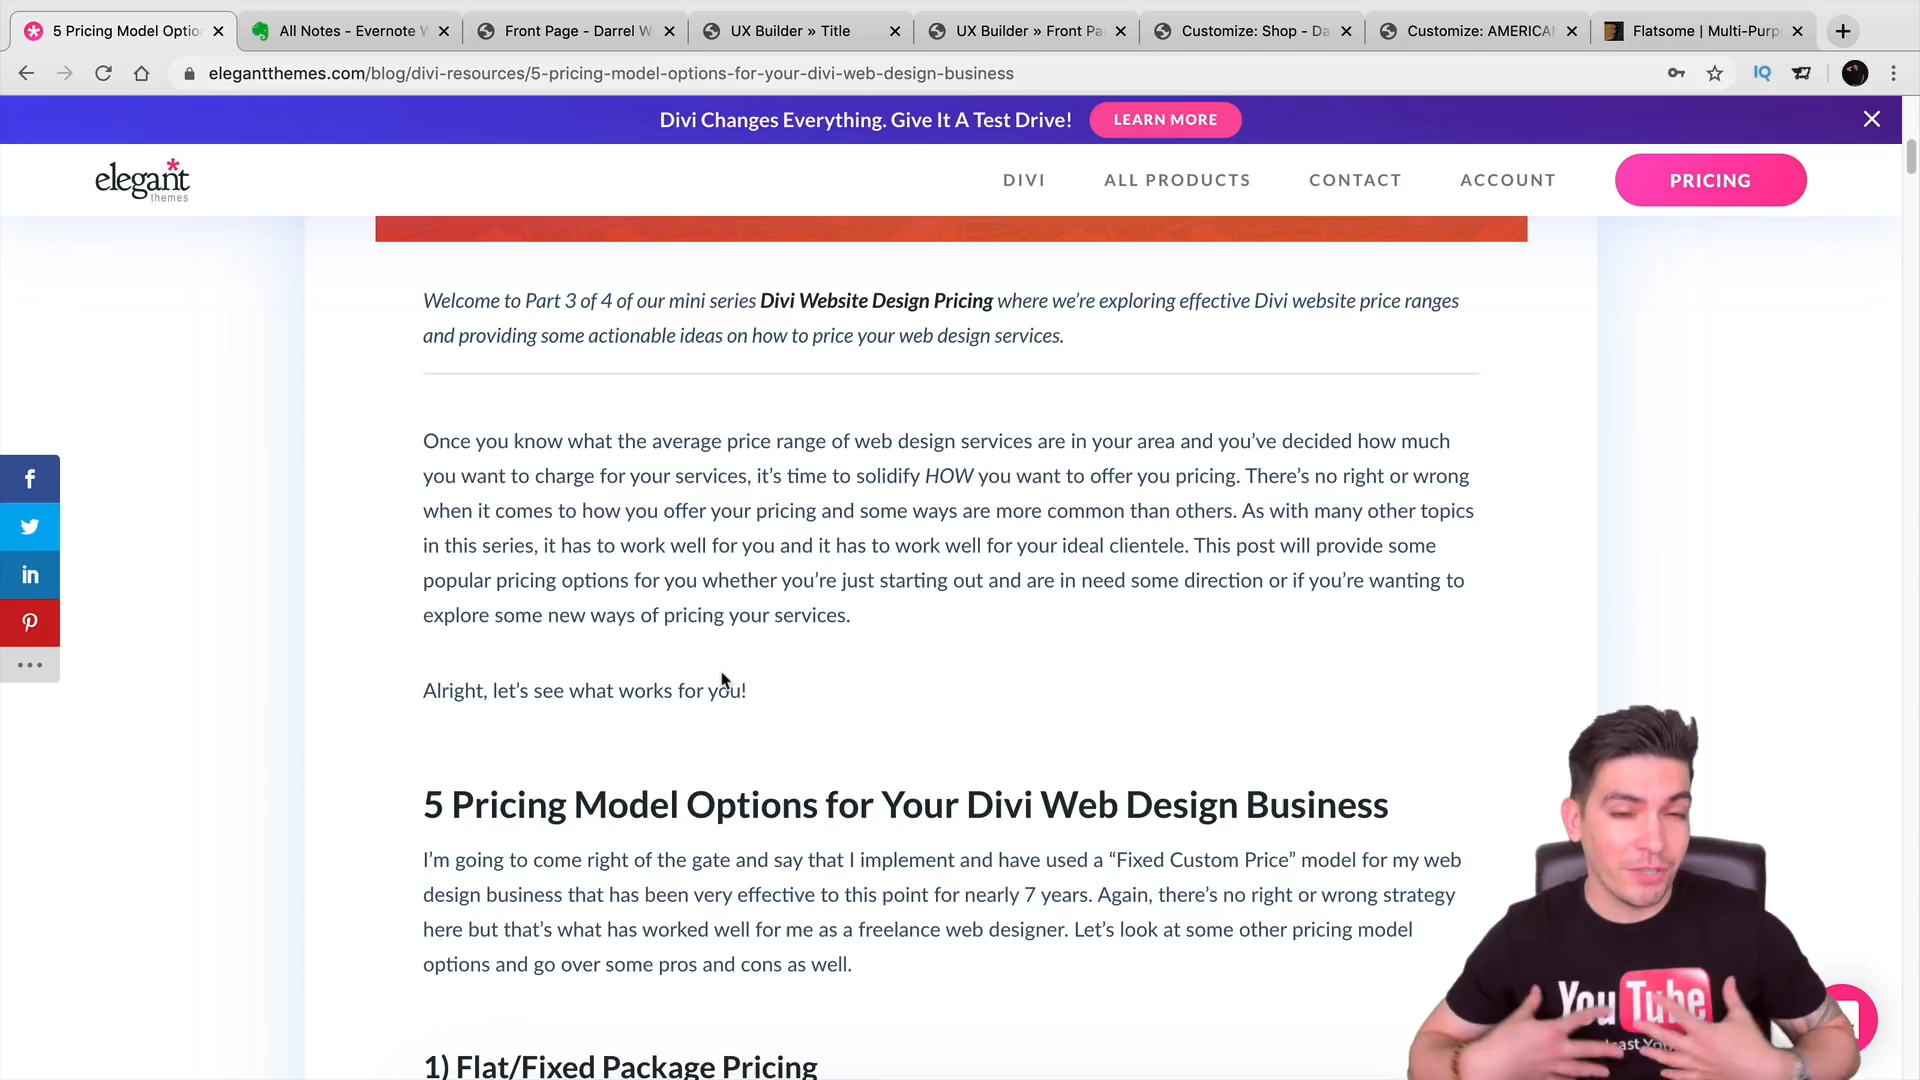 5 Pricing Model Optio
All Notes - Evernote W
Front Page - Darrel W
UX Builder » Title
UX Builder » Front Pa
Customize: Shop - Da
Customize: AMERICAN
Flatsome | Multi-Purp
elegantthemes.com/blog/divi-resources/5-pricing-model-options-for-your-divi-web-design-business
IQ
Divi Changes Everything. Give It A Test Drive!
LEARN MORE
elegant
themes
DIVI
ALL PRODUCTS
CONTACT
ACCOUNT
PRICING
Welcome to Part 3 of 4 of our mini series Divi Website Design Pricing where we’re exploring effective Divi website price ranges
and providing some actionable ideas on how to price your web design services.
Once you know what the average price range of web design services are in your area and you’ve decided how much
you want to charge for your services, it’s time to solidify HOW you want to offer you pricing. There’s no right or wrong
when it comes to how you offer your pricing and some ways are more common than others. As with many other topics
in this series, it has to work well for you and it has to work well for your ideal clientele. This post will provide some
popular pricing options for you whether you’re just starting out and are in need some direction or if you’re wanting to
explore some new ways of pricing your services.
Alright, let’s see what works for you!
5 Pricing Model Options for Your Divi Web Design Business
I’m going to come right of the gate and say that I implement and have used a “Fixed Custom Price” model for my web
design business that has been very effective to this point for nearly 7 years. Again, there’s no right or wrong strategy
here but that’s what has worked well for me as a freelance web designer. Let’s look at some other pricing model
options and go over some pros and cons as well.
1) Flat/Fixed Package Pricing
You Tube